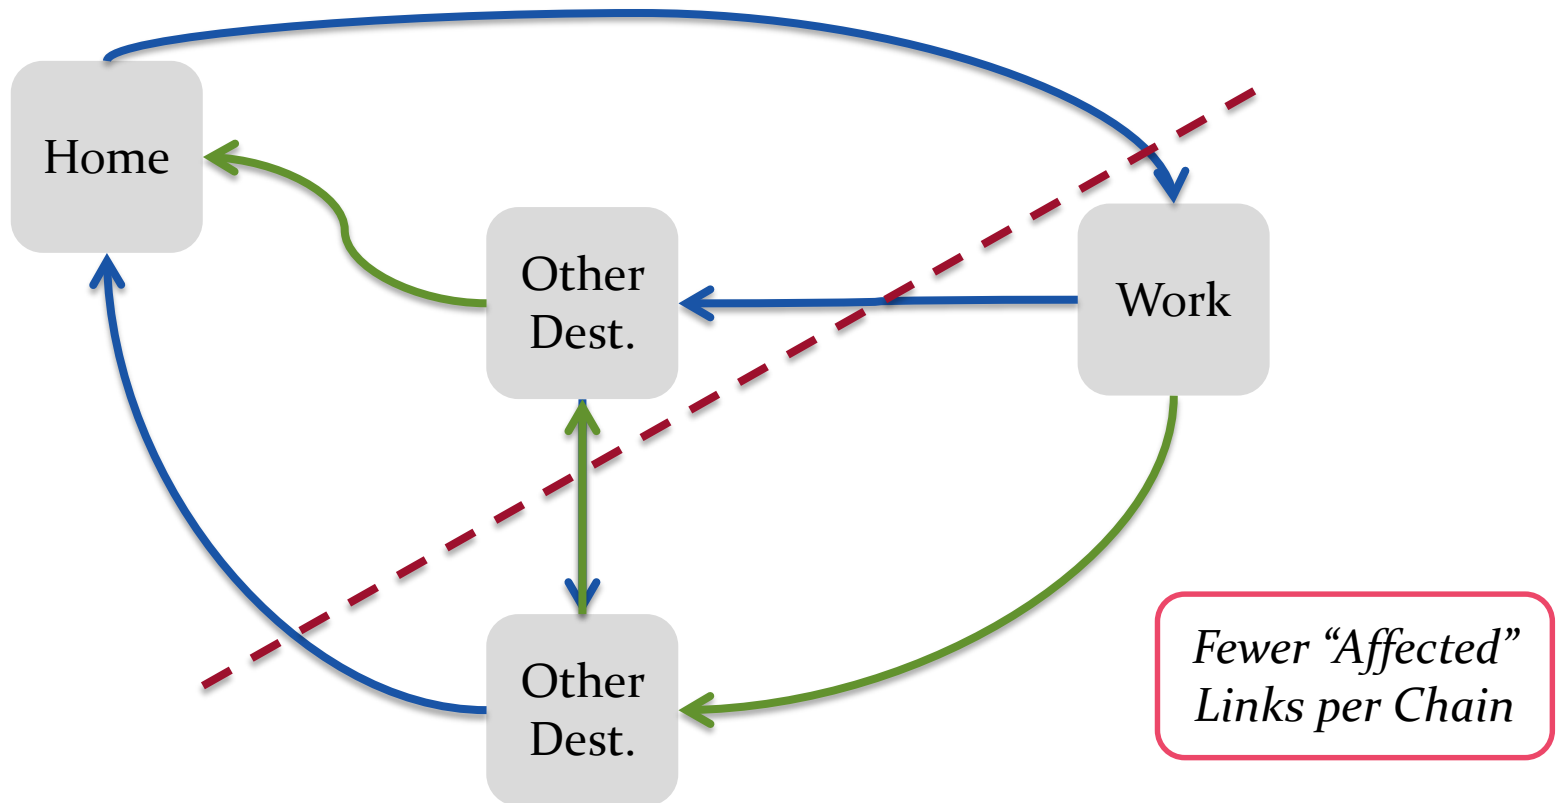 Home
Other
Dest.
Work
Other
Dest.
Fewer “Affected”
Links per Chain